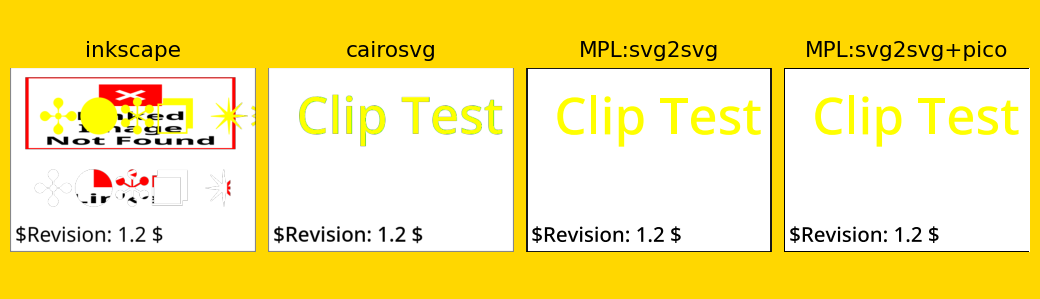 inkscape cairosvg MPL:svg2svg MPL:svg2svg+pico
Linked
Image
Not Found
Clip Test Clip Test Clip Test
$Revision: 1.2 $ $Revision: 1.2 $ $Revision: 1.2 $ $Revision: 1.2 $